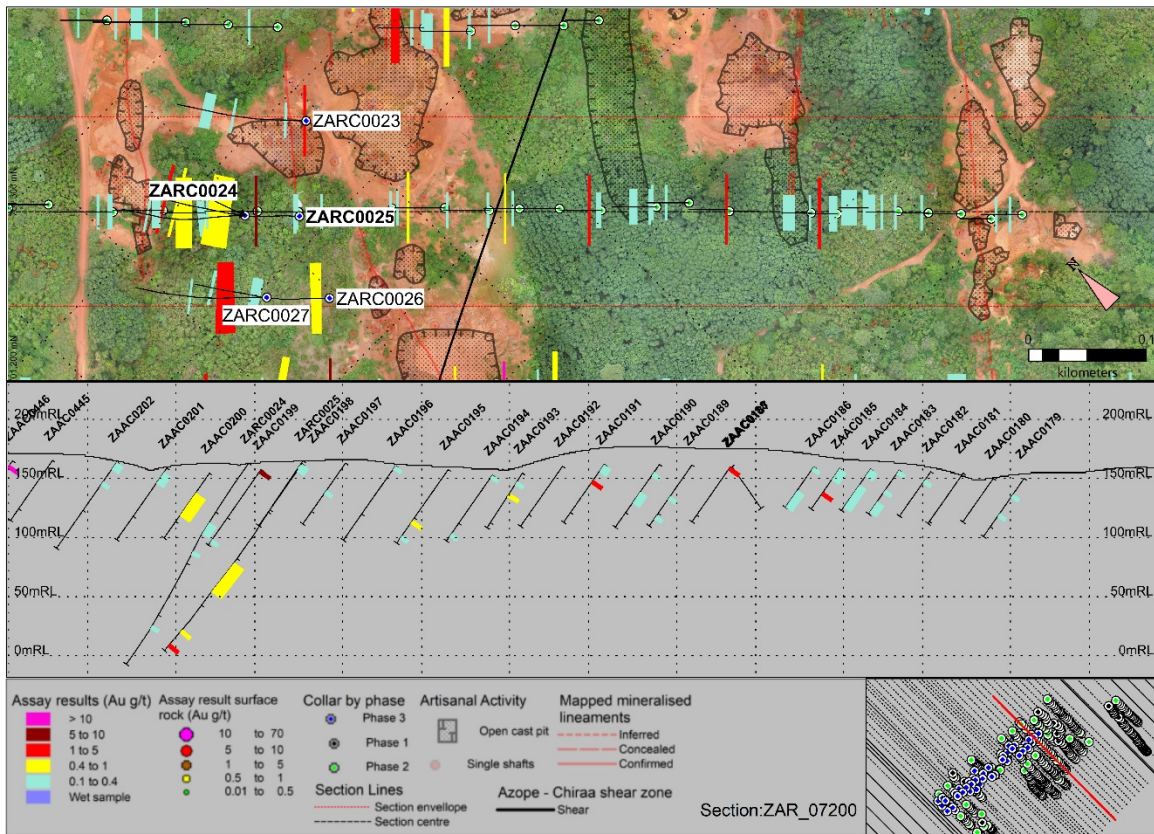 ZARC0023
ZARC0024
ZARC0025
ZARC0026
ZARC0027
N
0 0.1
kilometers
ZAAC0446
ZAAC0445
ZAAC0202
ZAAC0201
ZAAC0200
ZARC0024
ZAAC0199
ZARC0025
ZAAC0198
ZAAC0197
ZAAC0196
ZAAC0195
ZAAC0194
ZAAC0193
ZAAC0192
ZAAC0191
ZAAC0190
ZAAC0189
ZAAC0186
ZAAC0185
ZAAC0184
ZAAC0183
ZAAC0182
ZAAC0181
ZAAC0180
ZAAC0179
200mRL 200mRL
150mRL 150mRL
100mRL 100mRL
50mRL 50mRL
0mRL 0mRL
Assay results (Au g/t)
> 10
5 to 10
1 to 5
0.4 to 1
0.1 to 0.4
Wet sample
Assay result surface
rock (Au g/t)
10 to 70
5 to 10
1 to 5
0.5 to 1
0.01 to 0.5
Collar by phase
Phase 3
Phase 1
Phase 2
Artisanal Activity
Open cast pit
Single shafts
Mapped mineralised
lineaments
Inferred
Concealed
Confirmed
Section Lines
Section envelope
Section centre
Azope - Chiraa shear zone
Shear
Section:ZAR_07200